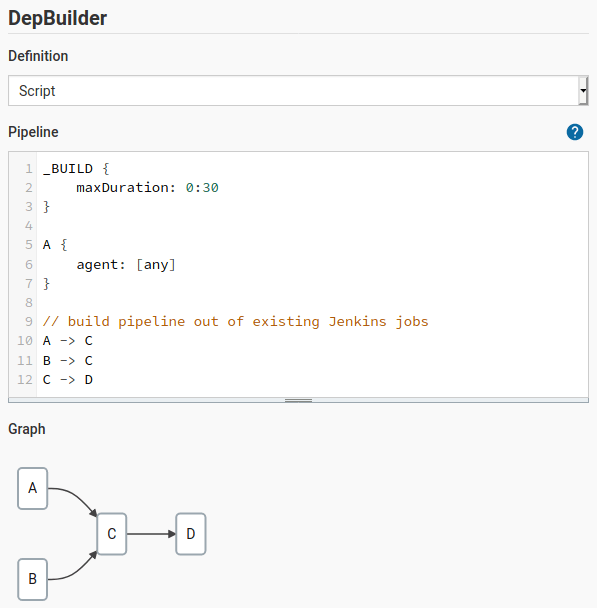 DepBuilder
Definition
Script
Pipeline
?
1 _BUILD {
2     maxDuration: 0:30
3 }
4
5 A {
6     agent: [any]
7 }
8
9 // build pipeline out of existing Jenkins jobs
10 A -> C
11 B -> C
12 C -> D
Graph
A
C
D
B